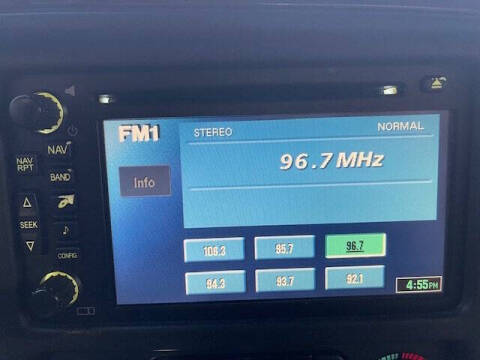 FM1
STEREO
NORMAL
96.7 MHz
Info
NAV
NAV RPT
BAND
SEEK
CONFIG
106.3
95.7
96.7
94.3
93.7
92.1
4:55 PM